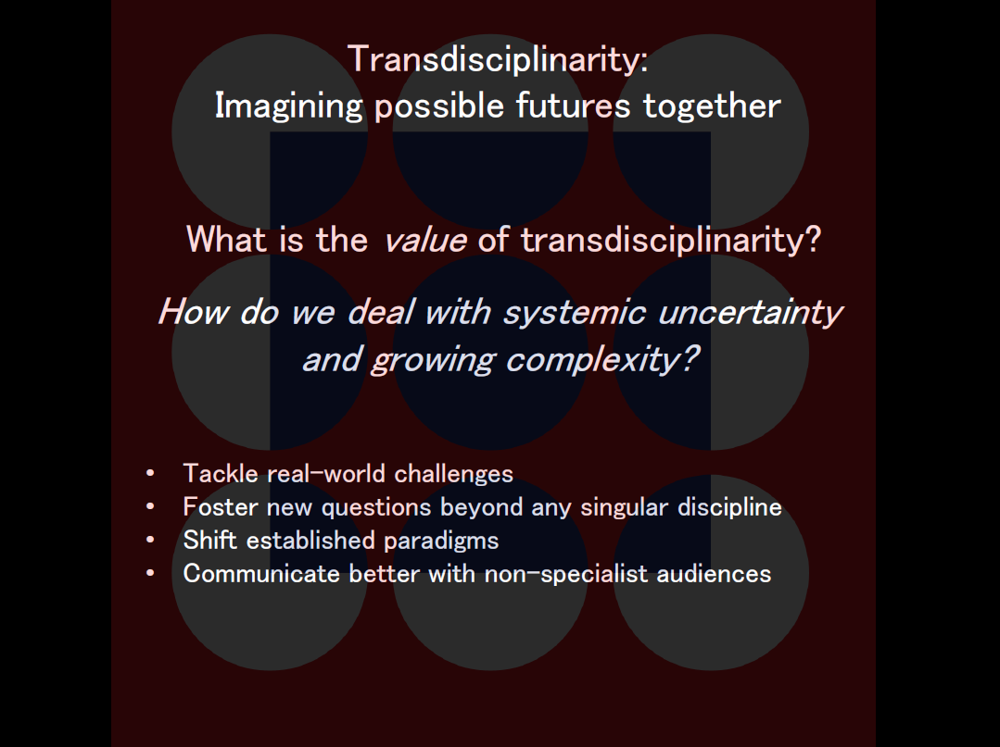 Transdisciplinarity:
Imagining possible futures together
What is the value of transdisciplinarity?
How do we deal with systemic uncertainty
and growing complexity?
• Tackle real-world challenges
• Foster new questions beyond any singular discipline
• Shift established paradigms
• Communicate better with non-specialist audiences